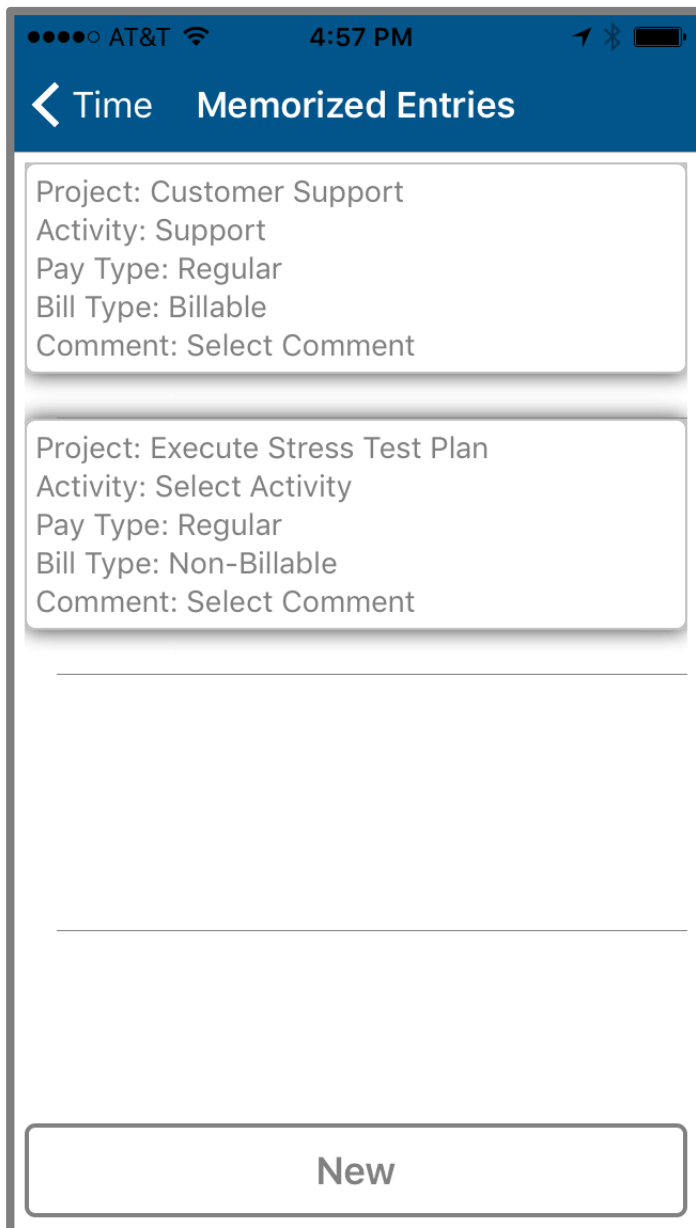 AT&T 4:57 PM
Time Memorized Entries
Project: Customer Support
Activity: Support
Pay Type: Regular
Bill Type: Billable
Comment: Select Comment
Project: Execute Stress Test Plan
Activity: Select Activity
Pay Type: Regular
Bill Type: Non-Billable
Comment: Select Comment
New